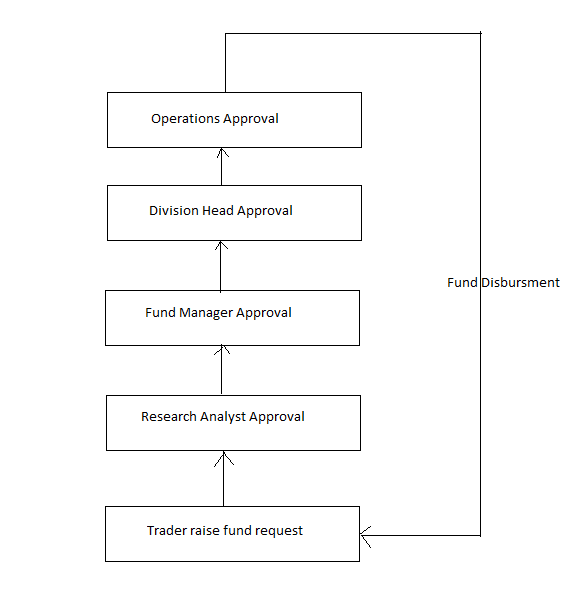 Operations Approval
Division Head Approval
Fund Disbursment
Fund Manager Approval
Research Analyst Approval
Trader raise fund request